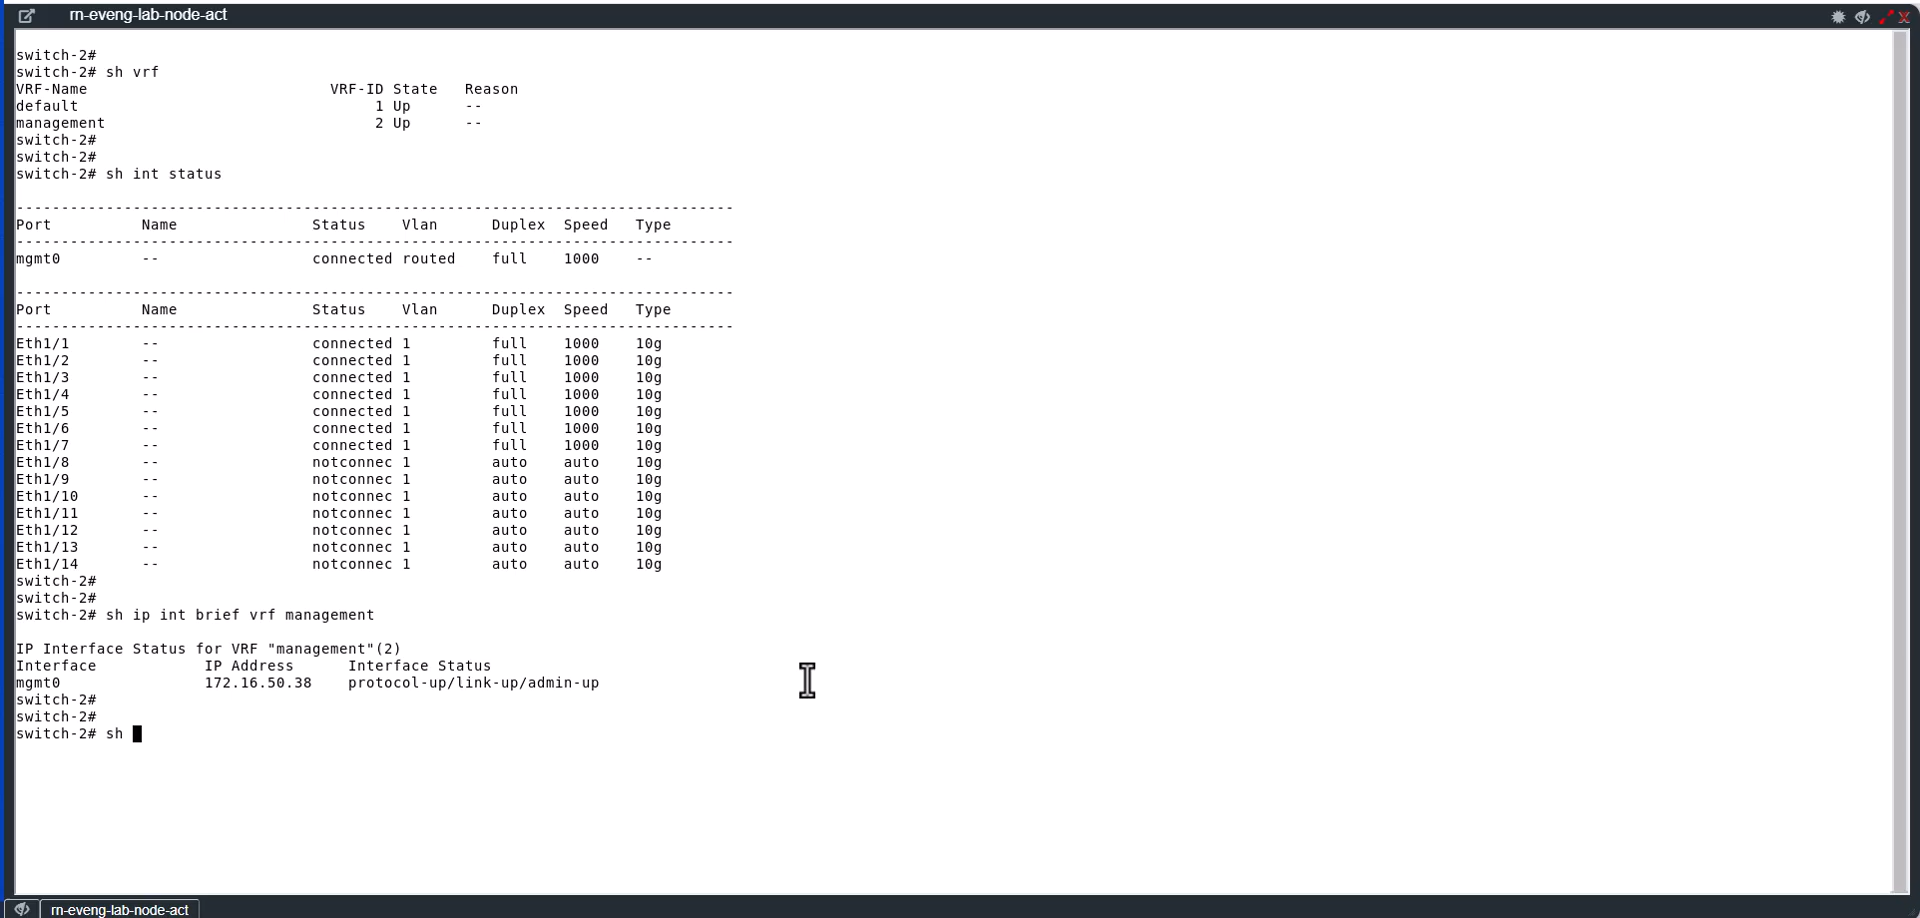 rn-eveng-lab-node-act
switch-2#
switch-2# sh vrf
VRF-Name                           VRF-ID State   Reason
default                                 1 Up      --
management                              2 Up      --
switch-2#
switch-2#
switch-2# sh int status
--------------------------------------------------------------------------------
Port          Name               Status    Vlan      Duplex  Speed   Type
--------------------------------------------------------------------------------
mgmt0         --                 connected routed    full    1000    --
--------------------------------------------------------------------------------
Port          Name               Status    Vlan      Duplex  Speed   Type
--------------------------------------------------------------------------------
Eth1/1        --                 connected 1         full    1000    10g
Eth1/2        --                 connected 1         full    1000    10g
Eth1/3        --                 connected 1         full    1000    10g
Eth1/4        --                 connected 1         full    1000    10g
Eth1/5        --                 connected 1         full    1000    10g
Eth1/6        --                 connected 1         full    1000    10g
Eth1/7        --                 connected 1         full    1000    10g
Eth1/8        --                 notconnec 1         auto    auto    10g
Eth1/9        --                 notconnec 1         auto    auto    10g
Eth1/10       --                 notconnec 1         auto    auto    10g
Eth1/11       --                 notconnec 1         auto    auto    10g
Eth1/12       --                 notconnec 1         auto    auto    10g
Eth1/13       --                 notconnec 1         auto    auto    10g
Eth1/14       --                 notconnec 1         auto    auto    10g
switch-2#
switch-2#
switch-2# sh ip int brief vrf management
IP Interface Status for VRF "management"(2)
Interface            IP Address      Interface Status
mgmt0                172.16.50.38    protocol-up/link-up/admin-up
switch-2#
switch-2#
switch-2# sh
rn-eveng-lab-node-act